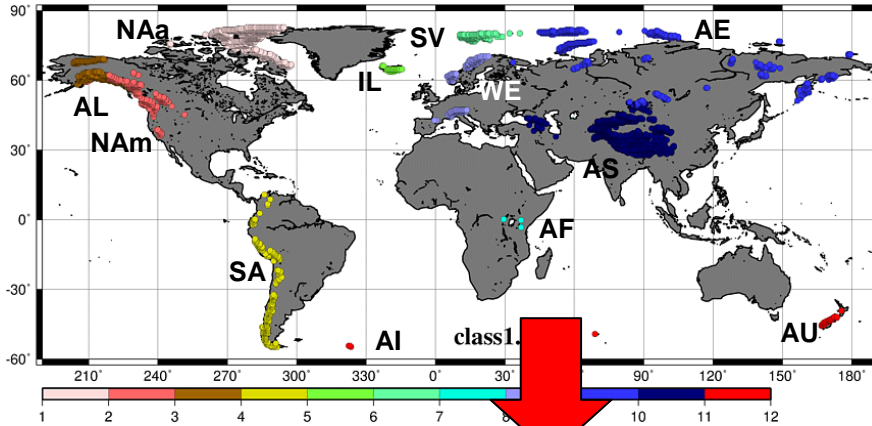 90°
NAa
SV
AE
60°
IL
WE
AL
NAm
30°
AS
0°
AF
SA
-30°
AI
class1.
AU
-60°
210° 240° 270° 300° 330° 0° 30° 60° 90° 120° 150° 180°
1 2 3 4 5 6 7 8 10 11 12